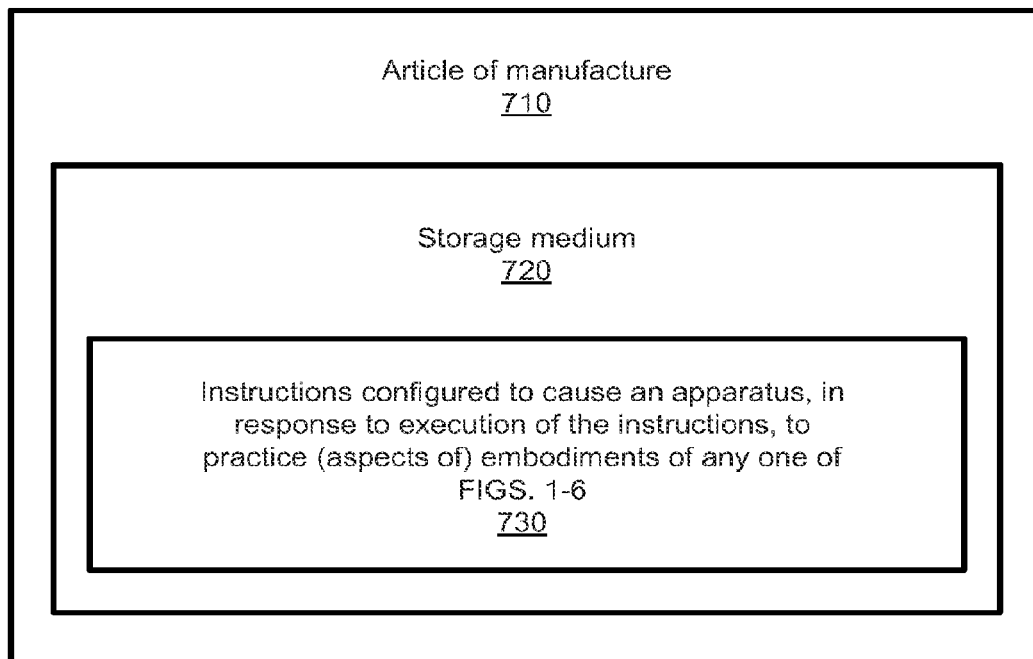 Article of manufacture
710
Storage medium
720
Instructions configured to cause an apparatus, in
response to execution of the instructions, to
practice (aspects of) embodiments of any one of
FIGS. 1-6
730